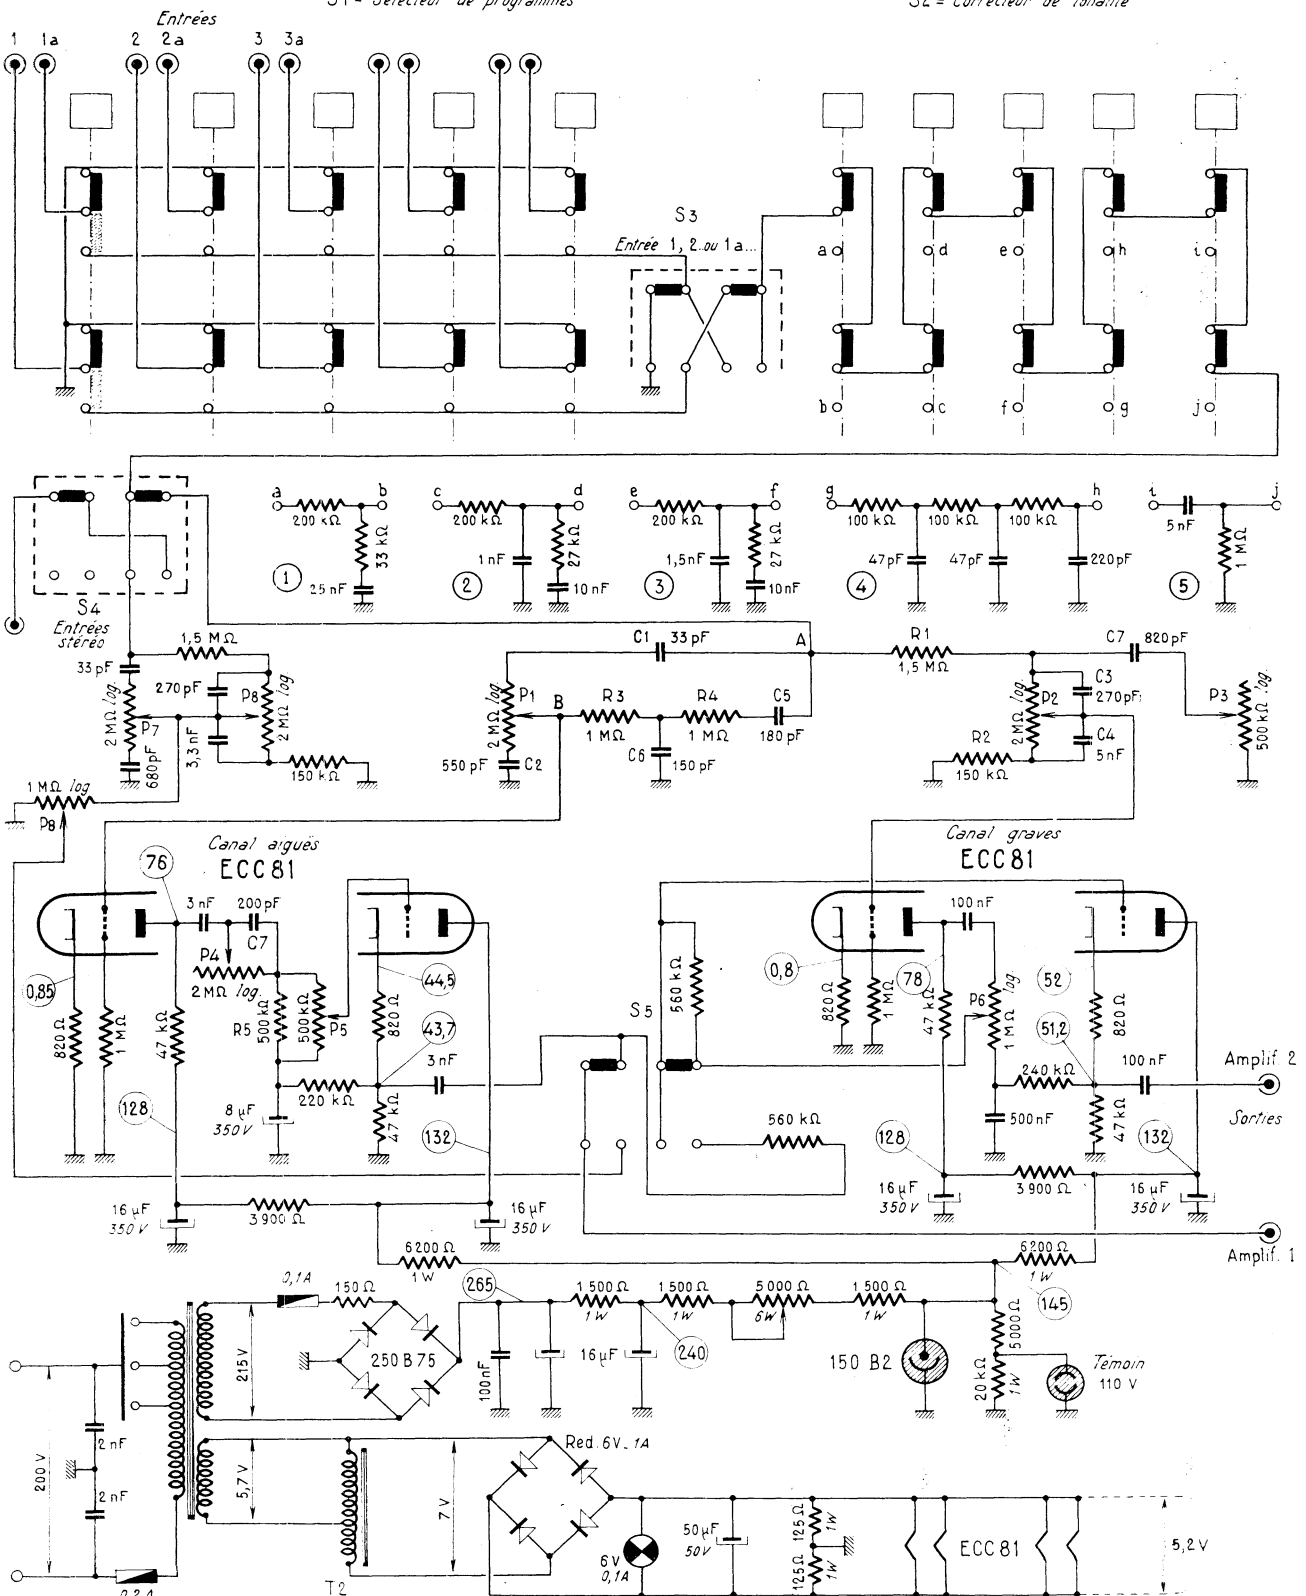 S1 = Sélecteur de programmes
S2 = Correcteur de tonalité
Entrées
1 1a 2 2a 3 3a
S3
Entrée 1, 2.. ou 1a...
a d e h i
b c f g j
a b c d e f g h i j
200 kΩ 200 kΩ 200 kΩ 100 kΩ 100 kΩ 100 kΩ 5 nF
33 kΩ 1 nF 27 kΩ 1,5 nF 27 kΩ 47 pF 47 pF 220 pF 1 MΩ
1 25 nF 2 10 nF 3 10 nF 4 5
S4
Entrées
stéréo
1,5 MΩ
33 pF
270 pF P8
2 MΩ log. P7 2 MΩ log
3,3 nF
680 pF
150 kΩ
1 MΩ log
P8
C1 33 pF A
P1
2 MΩ log.
B R3 R4 C5
1 MΩ 1 MΩ 180 pF
550 pF C2 C6 150 pF
R1
1,5 MΩ
C7 820 pF
C3
270 pF
P2
2 MΩ log.
P3
500 kΩ log.
C4
5 nF
R2
150 kΩ
Canal aiguës
ECC 81
76
3 nF 200 pF
C7
P4
2 MΩ log.
0,85
44,5
820 Ω 1 MΩ 47 kΩ
R5 500 kΩ 500 kΩ P5
820 Ω
43,7
3 nF
220 kΩ
128
8 µF
350 V
47 kΩ
132
16 µF
350 V
3 900 Ω
16 µF
350 V
S5
560 kΩ
560 kΩ
Canal graves
ECC 81
100 nF
0,8
78
52
820 Ω 1 MΩ 47 kΩ
P6
1 MΩ log.
820 Ω
51,2
100 nF
240 kΩ
500 nF
47 kΩ
128
132
3 900 Ω
16 µF
350 V
16 µF
350 V
Amplif. 2
Sorties
Amplif. 1
6 200 Ω
1 W
6 200 Ω
1 W
0,1 A
150 Ω
265
1 500 Ω
1 W
1 500 Ω
1 W
5 000 Ω
6 W
1 500 Ω
1 W
145
215 V
250 B 75
100 nF
16 µF
240
150 B2
5 000 Ω
20 kΩ
1 W
Témoin
110 V
2 nF
200 V
2 nF
5,7 V
7 V
Red. 6 V _ 1 A
6 V
0,1 A
50 µF
50 V
125 Ω
1 W
125 Ω
1 W
ECC 81
5,2 V
T2